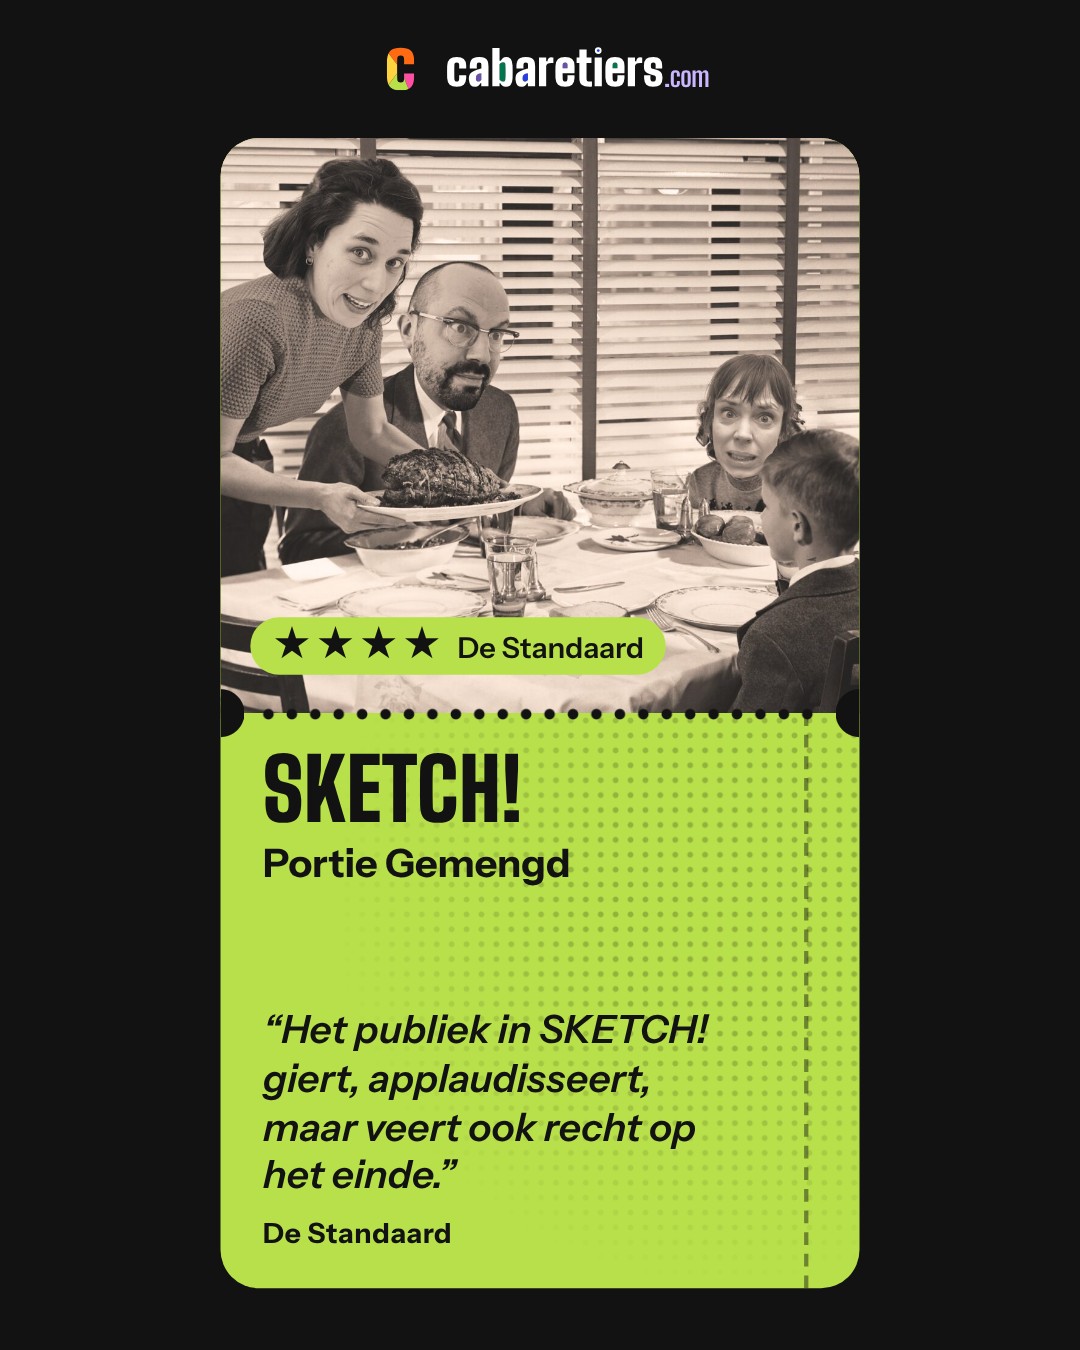 C cabaretiers.com
★★★★ De Standaard
SKETCH!
Portie Gemengd
“Het publiek in SKETCH!
giert, applaudisseert,
maar veert ook recht op
het einde.”
De Standaard